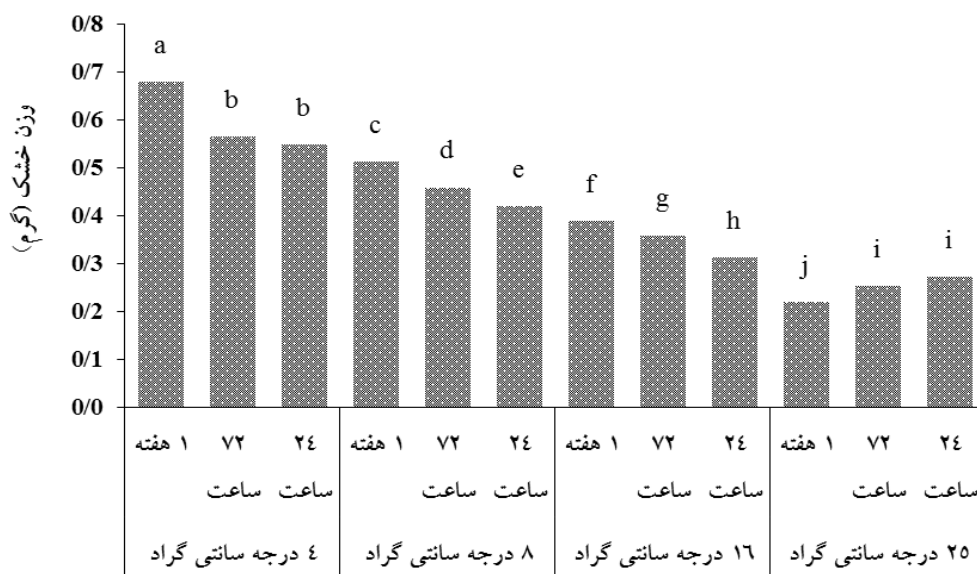 وزن خشک (گرم)
0/8
0/7
0/6
0/5
0/4
0/3
0/2
0/1
0/0
a
b
b
c
d
e
f
g
h
j
i
i
۱ هفته
۷۲ ساعت
۲٤ ساعت
۱ هفته
۷۲ ساعت
۲٤ ساعت
۱ هفته
۷۲ ساعت
۲٤ ساعت
۱ هفته
۷۲ ساعت
۲٤ ساعت
٤ درجه سانتی گراد
۸ درجه سانتی گراد
۱٦ درجه سانتی گراد
۲٥ درجه سانتی گراد